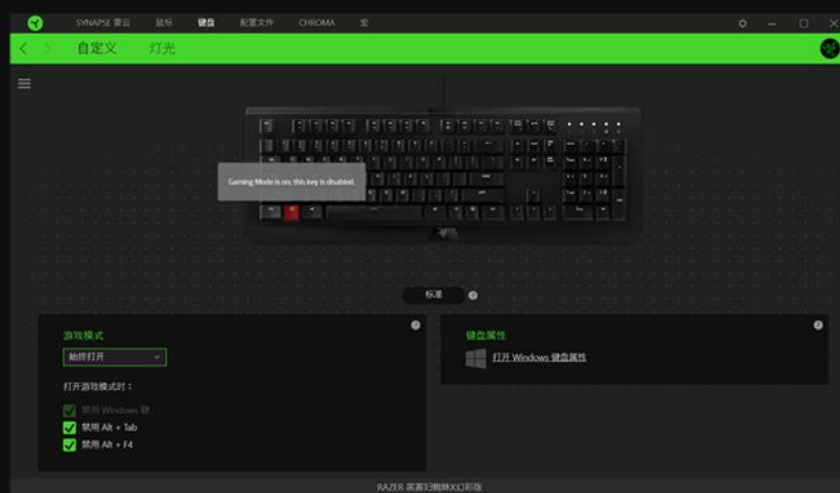 SYNAPSE 雷云 鼠标 键盘 配置文件 CHROMA 宏
自定义 灯光
Gaming Mode is on; this key is disabled.
标准
游戏模式
始终打开
打开游戏模式时：
禁用 Windows 键
禁用 Alt + Tab
禁用 Alt + F4
键盘属性
打开 Windows 键盘属性
RAZER 黑寡妇蜘蛛X幻彩版